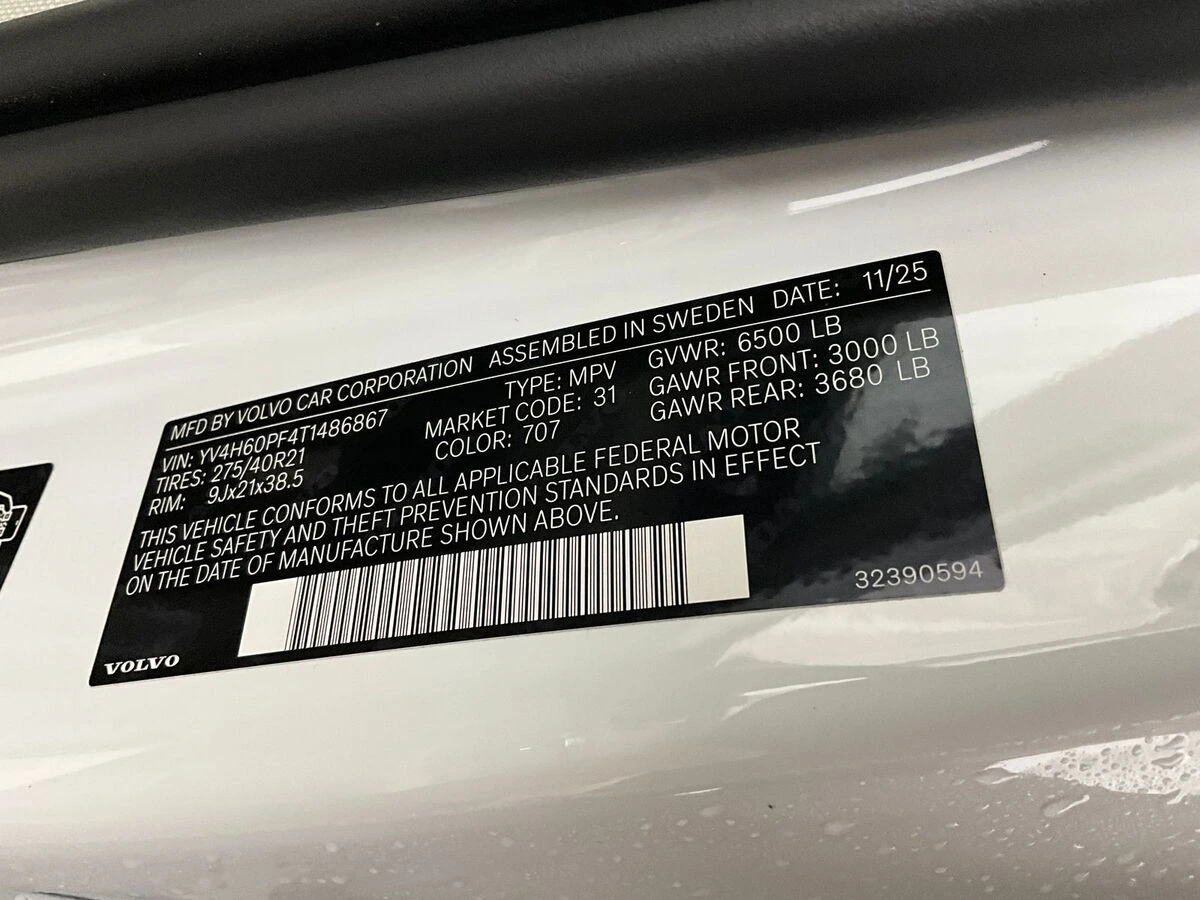 MFD BY VOLVO CAR CORPORATION ASSEMBLED IN SWEDEN DATE: 11/25
VIN: YV4H60PF4T1486867 TYPE: MPV GVWR: 6500 LB
TIRES: 275/40R21 MARKET CODE: 31 GAWR FRONT: 3000 LB
RIM: 9Jx21x38.5 COLOR: 707 GAWR REAR: 3680 LB
THIS VEHICLE CONFORMS TO ALL APPLICABLE FEDERAL MOTOR
VEHICLE SAFETY AND THEFT PREVENTION STANDARDS IN EFFECT
ON THE DATE OF MANUFACTURE SHOWN ABOVE.
VOLVO 32390594